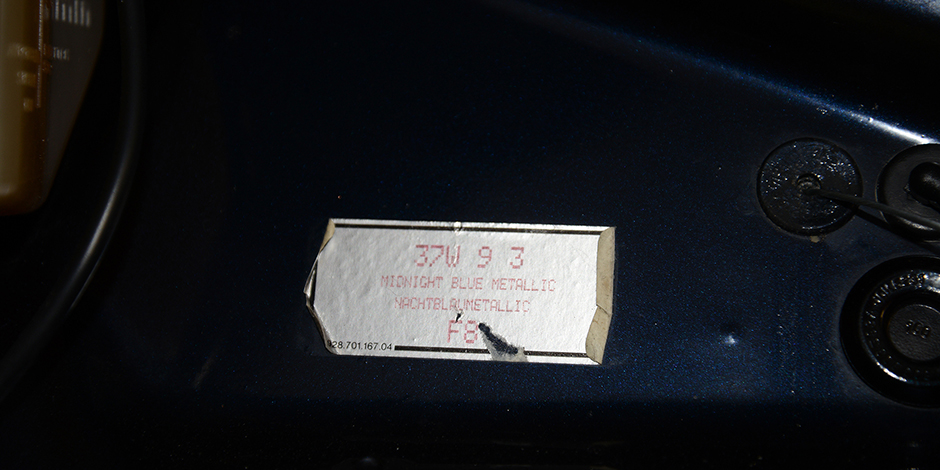 37W 9 3
MIDNIGHT BLUE METALLIC
NACHTBLAUMETALLIC
F8
928.701.167.04